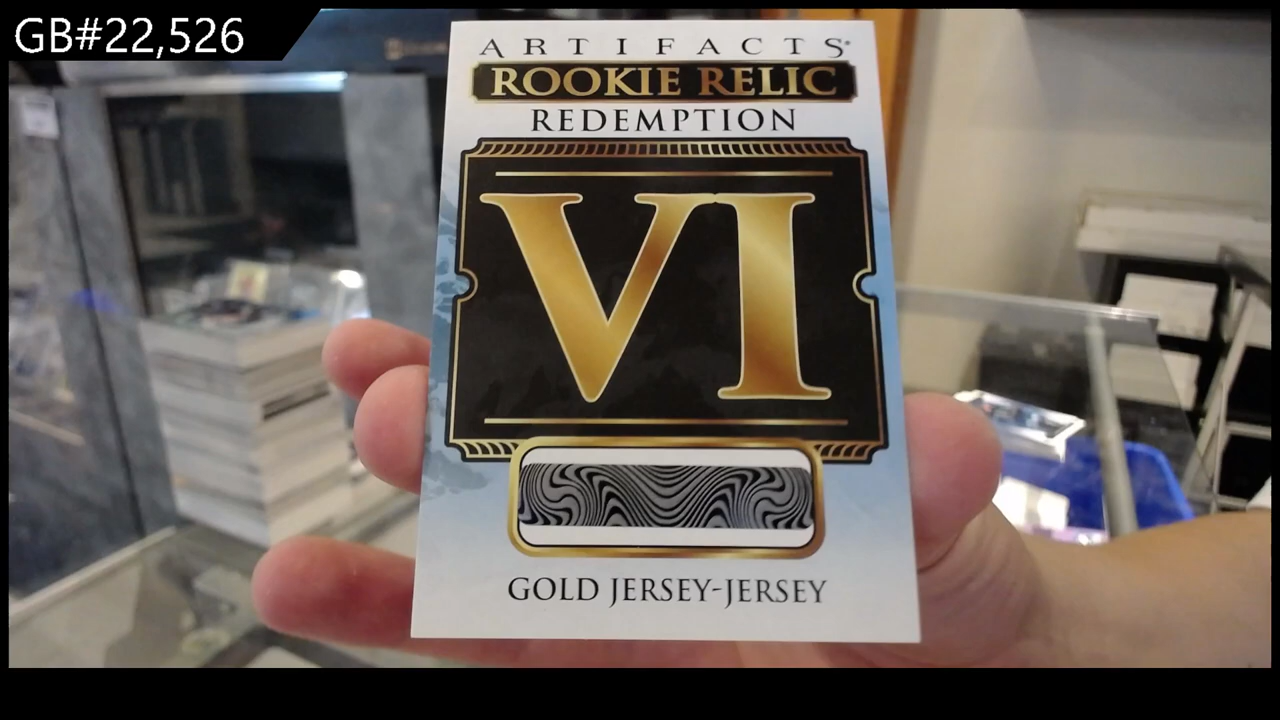 GB#22,526
ARTIFACTS®
ROOKIE RELIC
REDEMPTION
VI
GOLD JERSEY-JERSEY